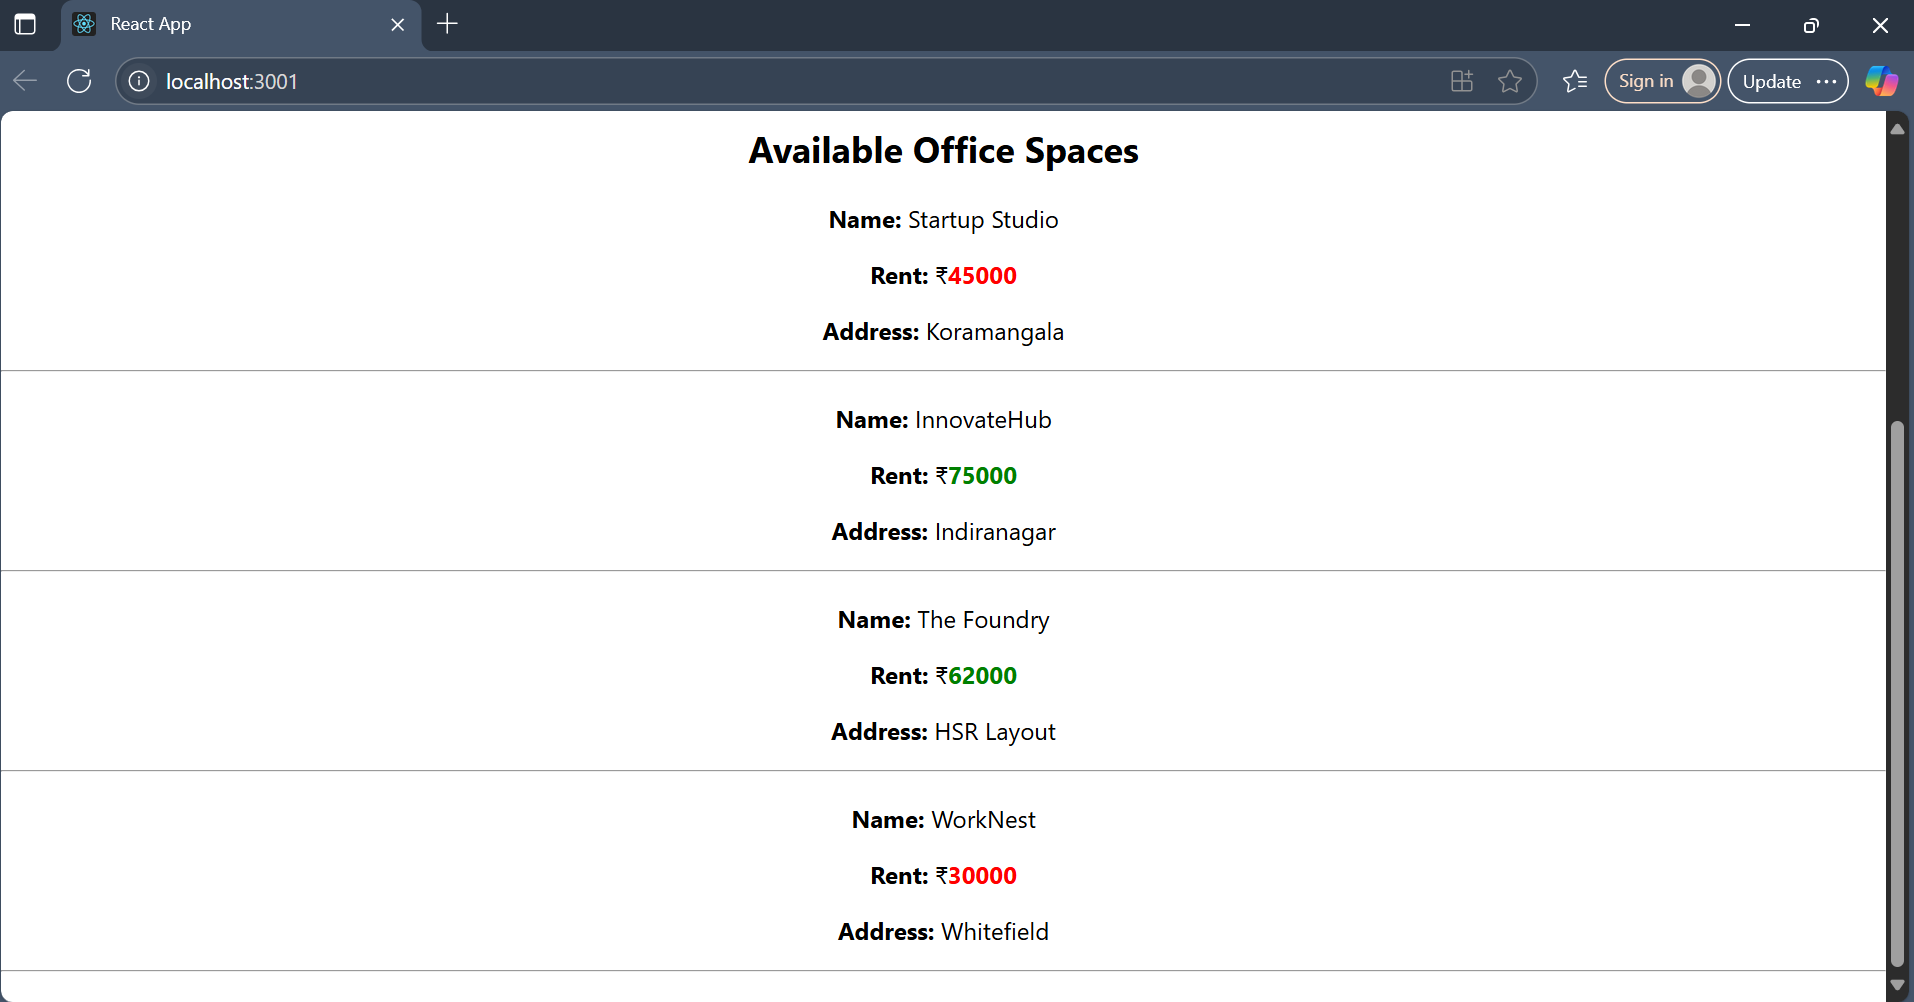 React App
localhost:3001
Sign in
Update
Available Office Spaces
Name: Startup Studio
Rent: ₹45000
Address: Koramangala
Name: InnovateHub
Rent: ₹75000
Address: Indiranagar
Name: The Foundry
Rent: ₹62000
Address: HSR Layout
Name: WorkNest
Rent: ₹30000
Address: Whitefield